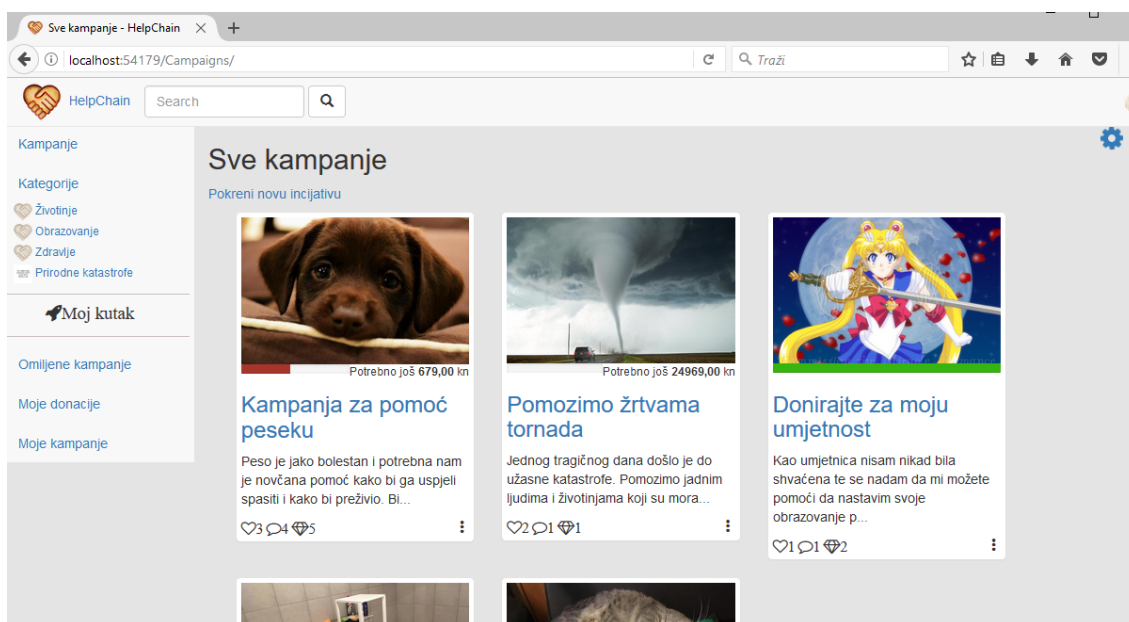 Sve kampanje - HelpChain
localhost:54179/Campaigns/
Traži
HelpChain
Search
Kampanje
Kategorije
Životinje
Obrazovanje
Zdravlje
Prirodne katastrofe
Moj kutak
Omiljene kampanje
Moje donacije
Moje kampanje
Sve kampanje
Pokreni novu incijativu
Potrebno još 679,00 kn
Kampanja za pomoć
peseku
Peso je jako bolestan i potrebna nam
je novčana pomoć kako bi ga uspjeli
spasiti i kako bi preživio. Bi...
3 4 5
Potrebno još 24969,00 kn
Pomozimo žrtvama
tornada
Jednog tragičnog dana došlo je do
užasne katastrofe. Pomozimo jadnim
ljudima i životinjama koji su mora...
2 1 1
Donirajte za moju
umjetnost
Kao umjetnica nisam nikad bila
shvaćena te se nadam da mi možete
pomoći da nastavim svoje
obrazovanje p...
1 1 2